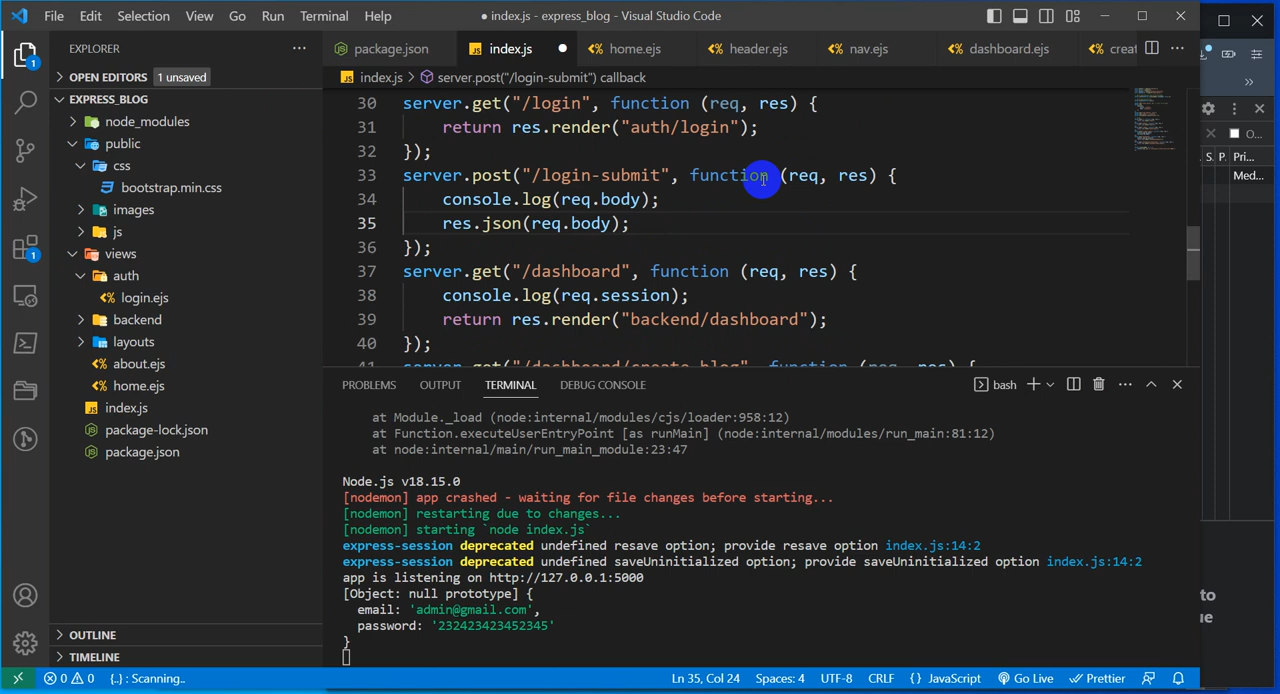 File Edit Selection View Go Run Terminal Help
● index.js - express_blog - Visual Studio Code
EXPLORER
package.json
index.js
home.ejs
header.ejs
nav.ejs
dashboard.ejs
OPEN EDITORS 1 unsaved
index.js > server.post("/login-submit") callback
EXPRESS_BLOG
node_modules
public
css
bootstrap.min.css
images
js
views
auth
login.ejs
backend
layouts
about.ejs
home.ejs
index.js
package-lock.json
package.json
OUTLINE
TIMELINE
30 server.get("/login", function (req, res) {
31 return res.render("auth/login");
32 });
33 server.post("/login-submit", function (req, res) {
34 console.log(req.body);
35 res.json(req.body);
36 });
37 server.get("/dashboard", function (req, res) {
38 console.log(req.session);
39 return res.render("backend/dashboard");
40 });
PROBLEMS OUTPUT TERMINAL DEBUG CONSOLE
bash
at Module._load (node:internal/modules/cjs/loader:958:12)
at Function.executeUserEntryPoint [as runMain] (node:internal/modules/run_main:81:12)
at node:internal/main/run_main_module:23:47
Node.js v18.15.0
[nodemon] app crashed - waiting for file changes before starting...
[nodemon] restarting due to changes...
[nodemon] starting `node index.js`
express-session deprecated undefined resave option; provide resave option index.js:14:2
express-session deprecated undefined saveUninitialized option; provide saveUninitialized option index.js:14:2
app is listening on http://127.0.0.1:5000
[Object: null prototype] {
email: 'admin@gmail.com',
password: '232423423452345'
}
0 0 {..} : Scanning..
Ln 35, Col 24 Spaces: 4 UTF-8 CRLF {} JavaScript Go Live Prettier
S. P. Pri...
Med...